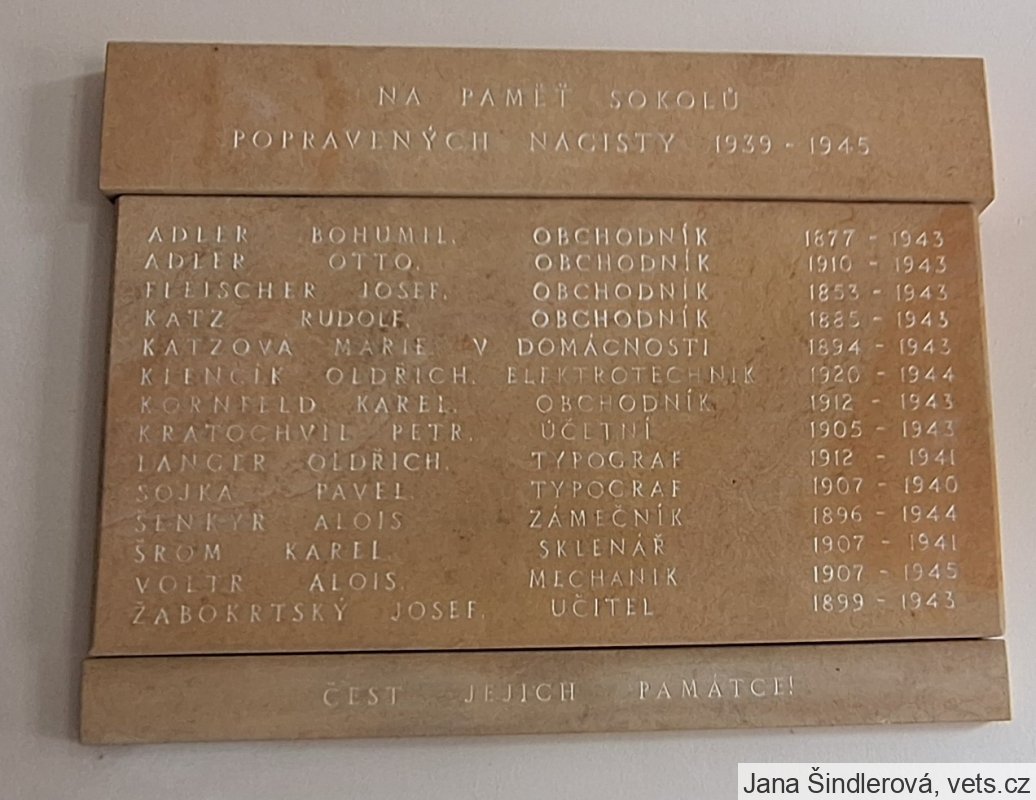 NA PAMĚŤ SOKOLŮ
POPRAVENÝCH NACISTY 1939 - 1945
ADLER BOHUMIL, OBCHODNÍK 1877 - 1943
ADLER OTTO, OBCHODNÍK 1910 - 1943
FLEISCHER JOSEF, OBCHODNÍK 1853 - 1943
KATZ RUDOLF, OBCHODNÍK 1885 - 1943
KATZOVA MARIE V DOMÁCNOSTI 1894 - 1943
KLENČÍK OLDŘICH, ELEKTROTECHNIK 1920 - 1944
KORNFELD KAREL, OBCHODNÍK 1912 - 1943
KRATOCHVIL PETR, ÚČETNÍ 1905 - 1943
LANGER OLDŘICH, TYPOGRAF 1912 - 1941
SOJKA PAVEL, TYPOGRAF 1907 - 1940
ŠENKYR ALOIS ZÁMEČNÍK 1896 - 1944
ŠROM KAREL, SKLENÁŘ 1907 - 1941
VOLTR ALOIS, MECHANIK 1907 - 1945
ŽABOKRTSKÝ JOSEF, UČITEL 1899 - 1943
ČEST JEJICH PAMÁTCE!
Jana Šindlerová, vets.cz